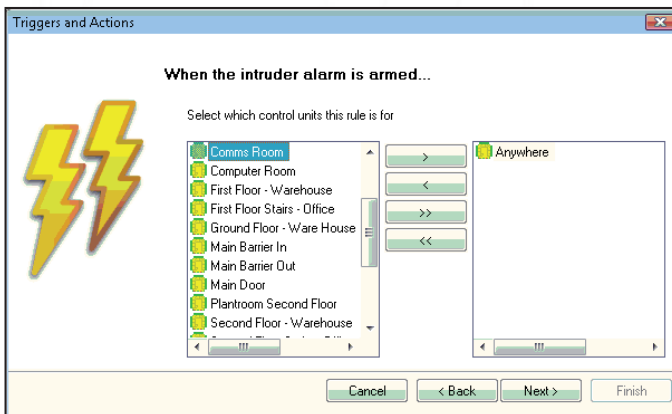 Triggers and Actions
When the intruder alarm is armed...
Select which control units this rule is for
Comms Room
Computer Room
First Floor - Warehouse
First Floor Stairs - Office
Ground Floor - Ware House
Main Barrier In
Main Barrier Out
Main Door
Plantroom Second Floor
Second Floor - Warehouse
>
<
>>
<<
Anywhere
Cancel
< Back
Next >
Finish